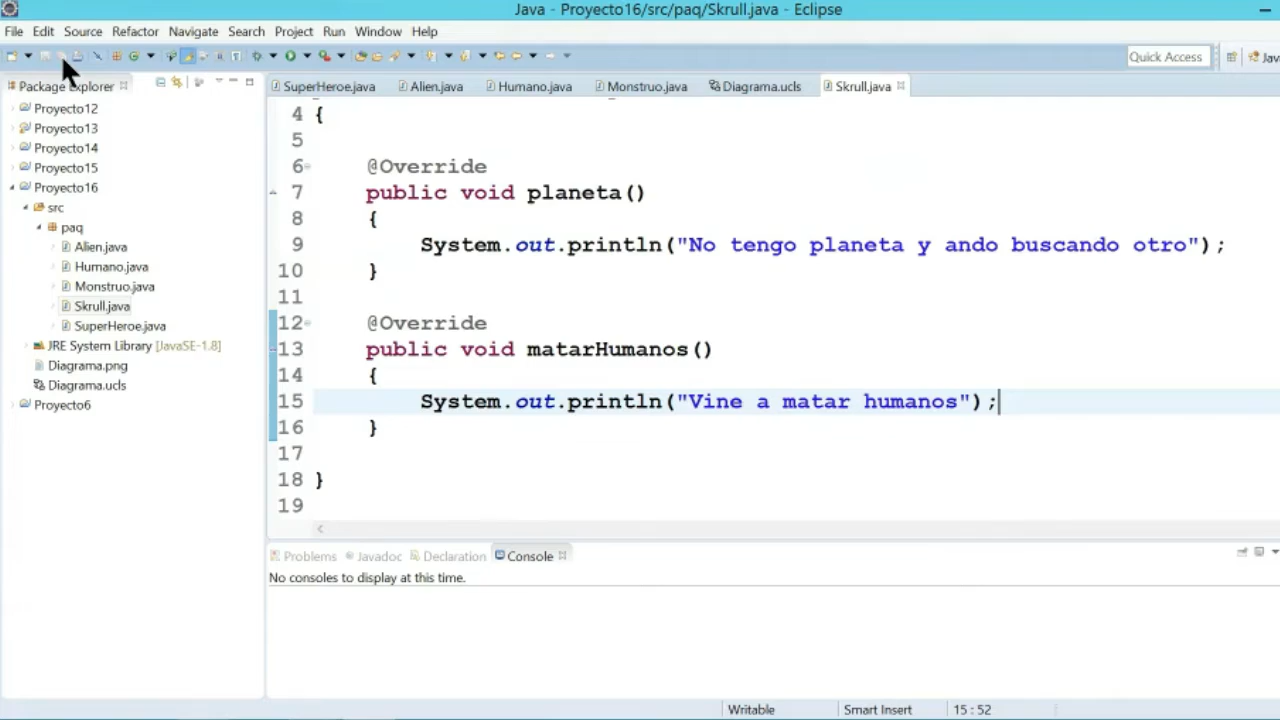 Java - Proyecto16/src/paq/Skrull.java - Eclipse
File Edit Source Refactor Navigate Search Project Run Window Help
Quick Access
Package Explorer
Proyecto12
Proyecto13
Proyecto14
Proyecto15
Proyecto16
src
paq
Alien.java
Humano.java
Monstruo.java
Skrull.java
SuperHeroe.java
JRE System Library [JavaSE-1.8]
Diagrama.png
Diagrama.ucls
Proyecto6
SuperHeroe.java Alien.java Humano.java Monstruo.java Diagrama.ucls Skrull.java
4 {
5
6 @Override
7 public void planeta()
8 {
9 System.out.println("No tengo planeta y ando buscando otro");
10 }
11
12 @Override
13 public void matarHumanos()
14 {
15 System.out.println("Vine a matar humanos");
16 }
17
18 }
19
Problems Javadoc Declaration Console
No consoles to display at this time.
Writable Smart Insert 15 : 52